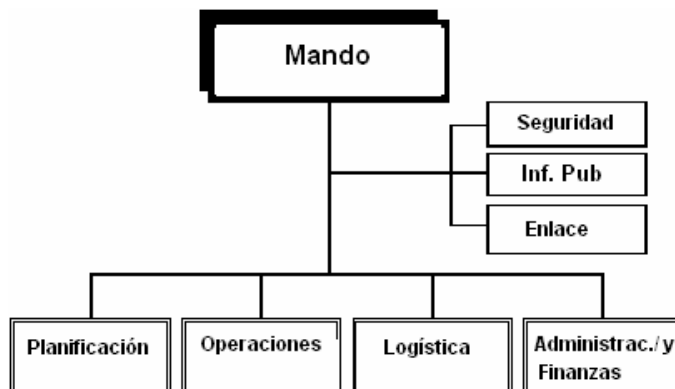 Mando
Seguridad
Inf. Pub
Enlace
Planificación
Operaciones
Logística
Administrac./ y
Finanzas